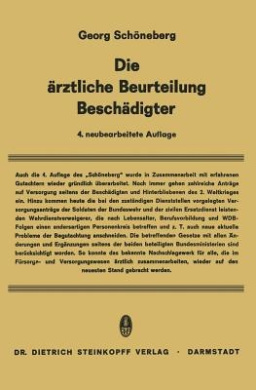 Georg Schöneberg
Die
ärztliche Beurteilung
Beschädigter
4. neubearbeitete Auflage
Auch die 4. Auflage des „Schöneberg" wurde in Zusammenarbeit mit erfahrenen
Gutachtern wieder gründlich überarbeitet. Noch immer gehen zahlreiche Anträge
auf Versorgung seitens der Beschädigten und Hinterbliebenen des 2. Weltkrieges
ein. Hinzu kommen heute die bei den zuständigen Dienststellen vorgelegten Ver-
sorgungsanträge der Soldaten der Bundeswehr und der zivilen Ersatzdienst leisten-
den Wehrdienstverweigerer, die nach Lebensalter, Berufsvorbildung und WDB-
Folgen einen andersartigen Personenkreis betreffen und z. T. auch neue aktuelle
Probleme der Begutachtung anschneiden. Die betreffenden Gesetze mit allen Än-
derungen und Ergänzungen seitens der beiden beteiligten Bundesministerien sind
berücksichtigt worden. So konnte das bekannte Nachschlagewerk für alle, die im
Fürsorge- und Versorgungswesen ärztlich zusammenarbeiten, wieder auf den
neuesten Stand gebracht werden.
DR. DIETRICH STEINKOPFF VERLAG · DARMSTADT